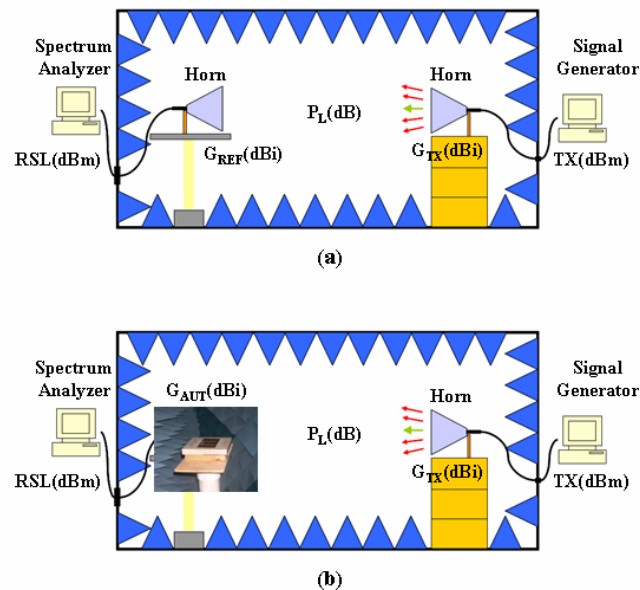 Spectrum
Analyzer
Signal
Generator
Horn
Horn
P_L(dB)
G_REF(dBi)
G_TX(dBi)
RSL(dBm)
TX(dBm)
(a)
Spectrum
Analyzer
Signal
Generator
G_AUT(dBi)
Horn
P_L(dB)
G_TX(dBi)
RSL(dBm)
TX(dBm)
(b)